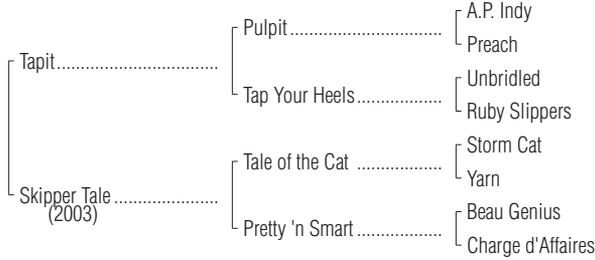 A.P. Indy
Pulpit..............................
Preach
Tapit................................
Unbridled
Tap Your Heels.................
Ruby Slippers
Storm Cat
Tale of the Cat .................
Yarn
Skipper Tale ....................
(2003)
Beau Genius
Pretty 'n Smart .................
Charge d'Affaires